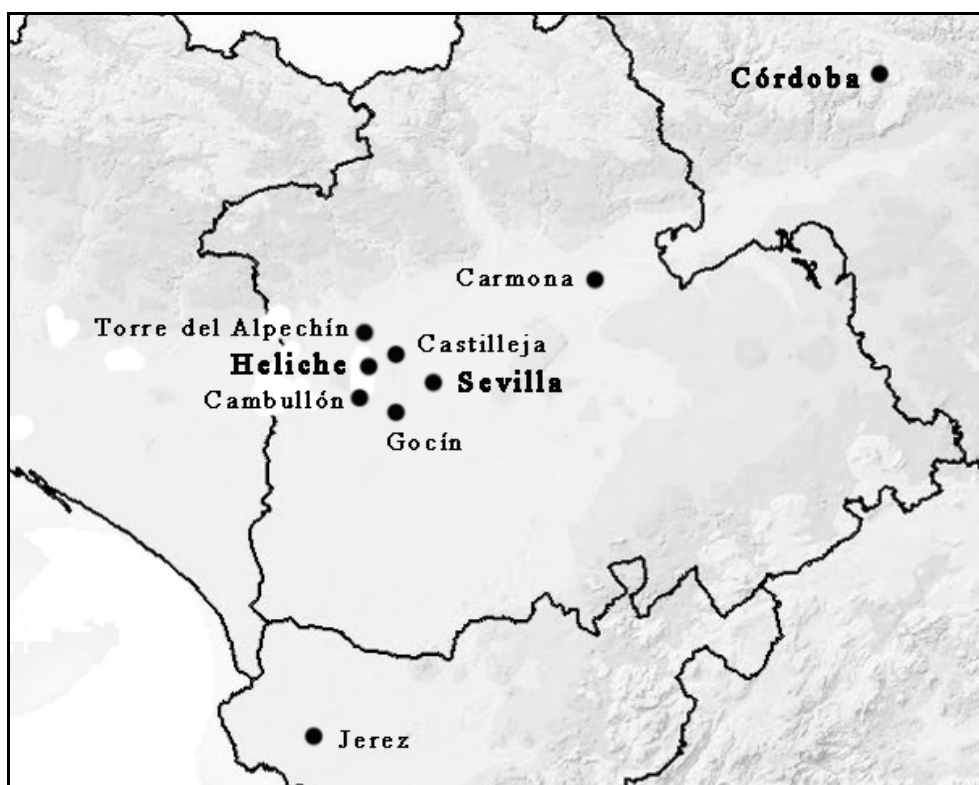 Córdoba
Carmona
Torre del Alpechín
Castilleja
Heliche
Sevilla
Cambullón
Gocín
Jerez